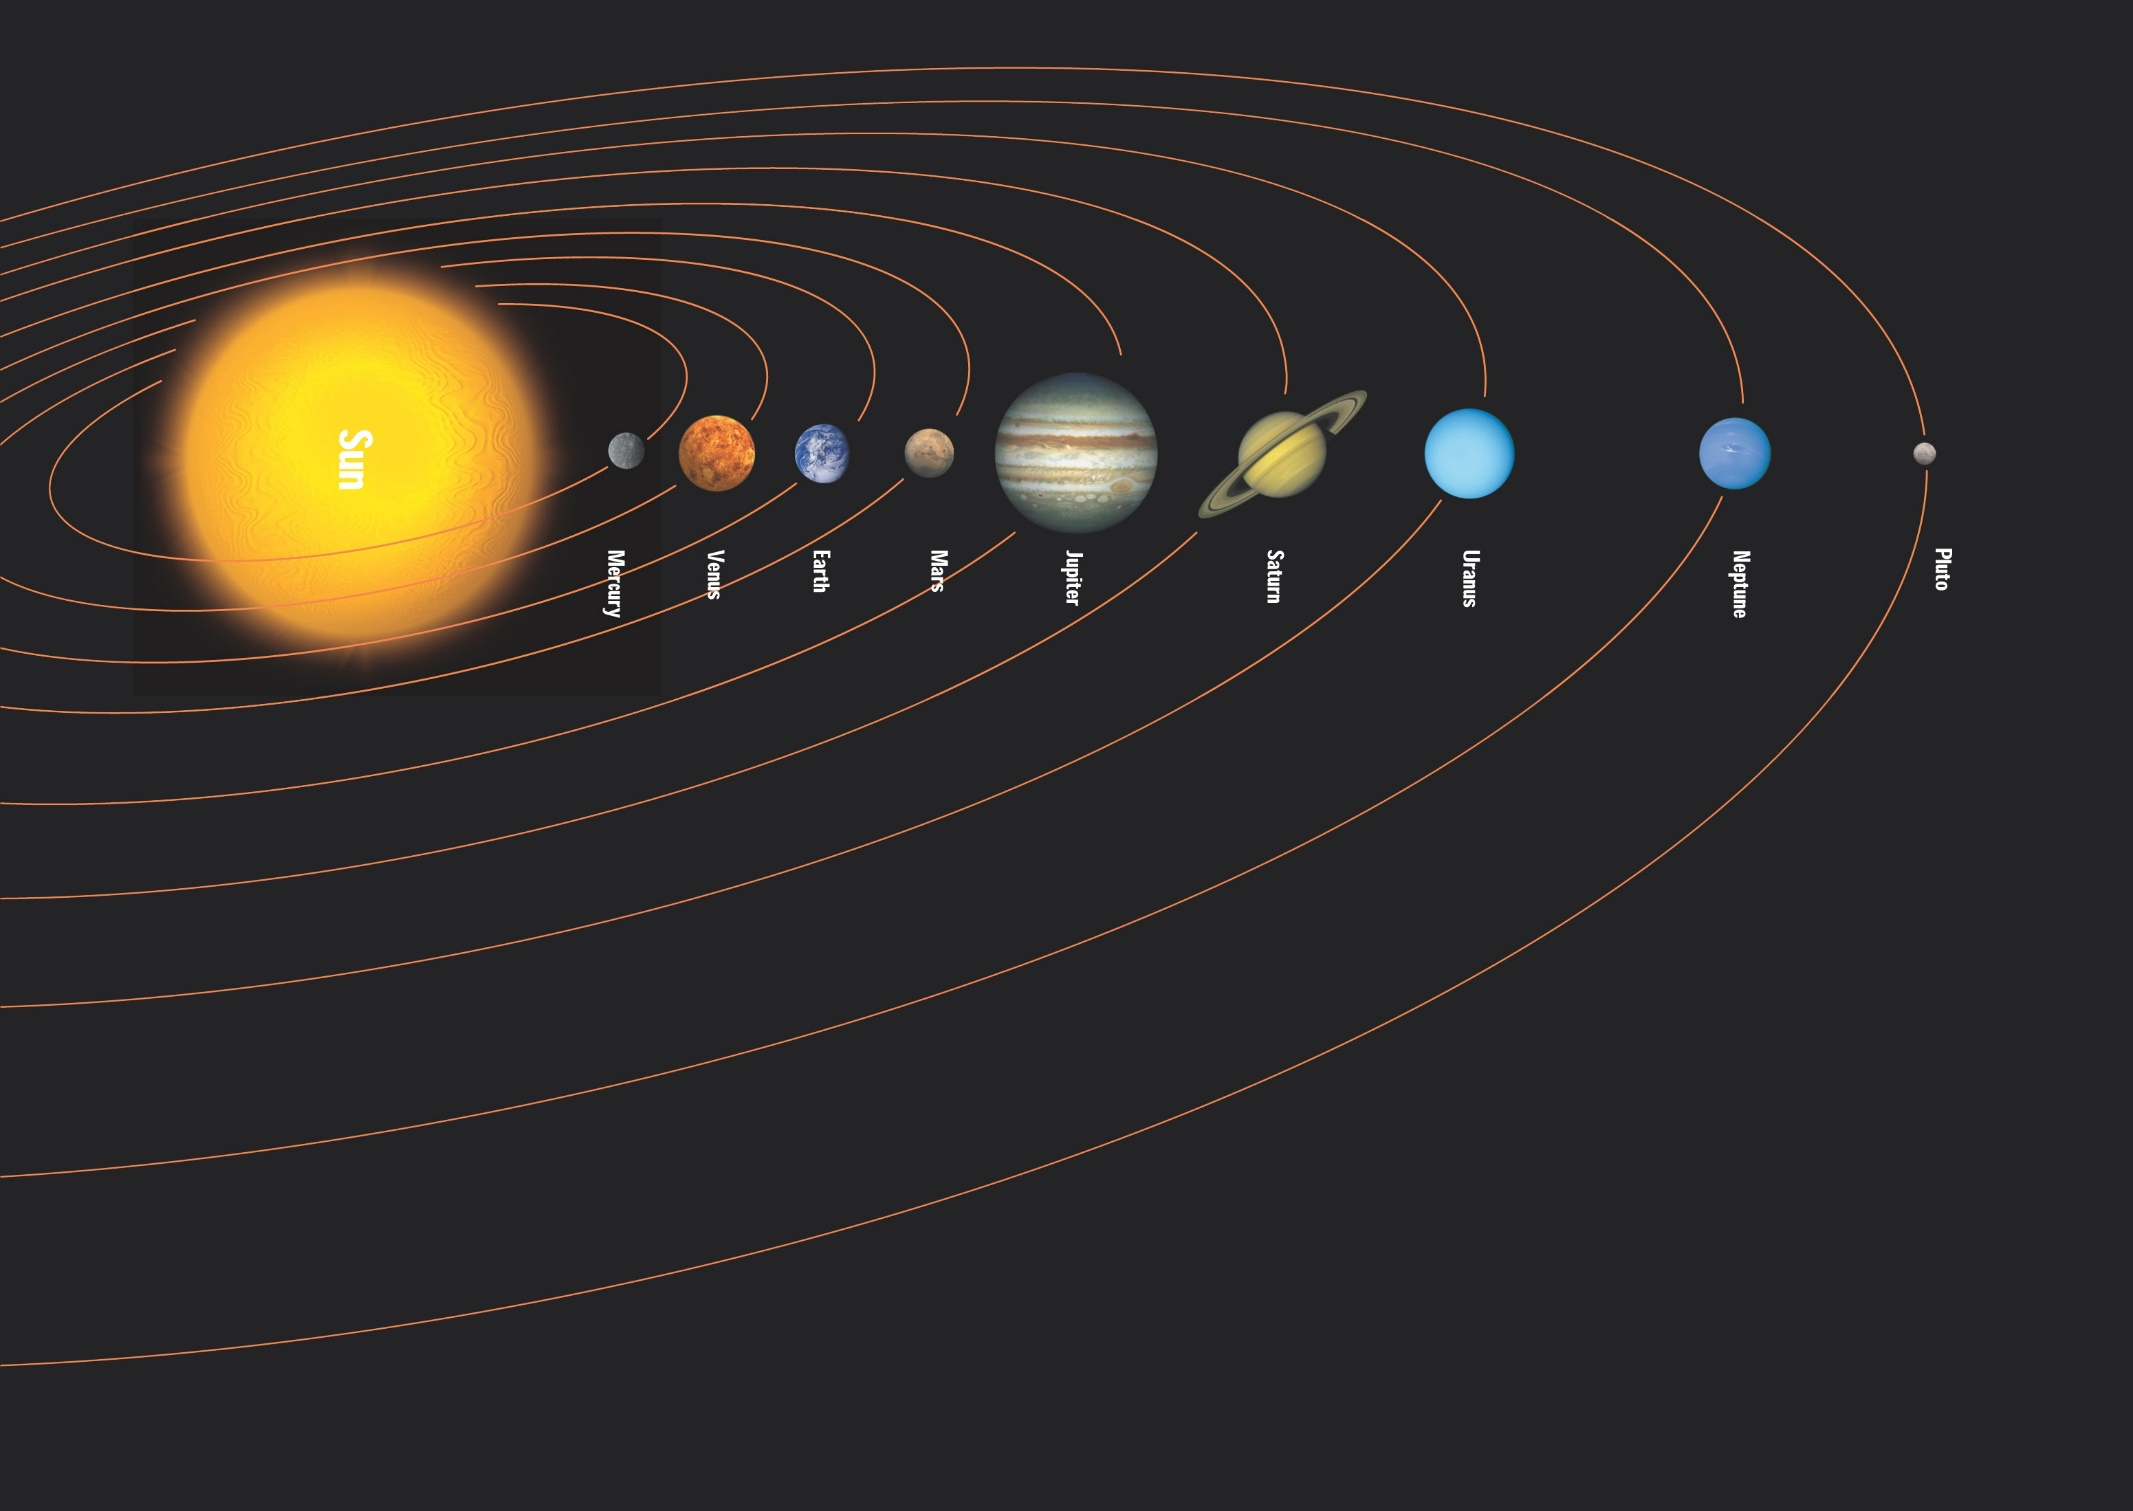 Sun
Mercury
Venus
Earth
Mars
Jupiter
Saturn
Uranus
Neptune
Pluto